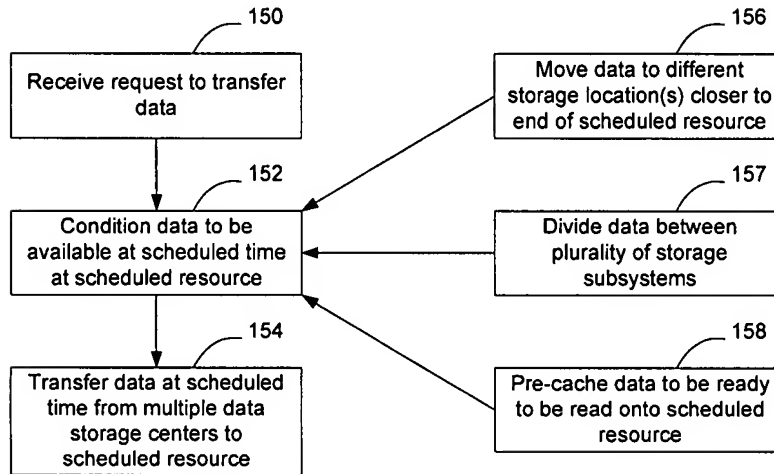 150
Receive request to transfer
data
152
Condition data to be
available at scheduled time
at scheduled resource
154
Transfer data at scheduled
time from multiple data
storage centers to
scheduled resource
156
Move data to different
storage location(s) closer to
end of scheduled resource
157
Divide data between
plurality of storage
subsystems
158
Pre-cache data to be ready
to be read onto scheduled
resource